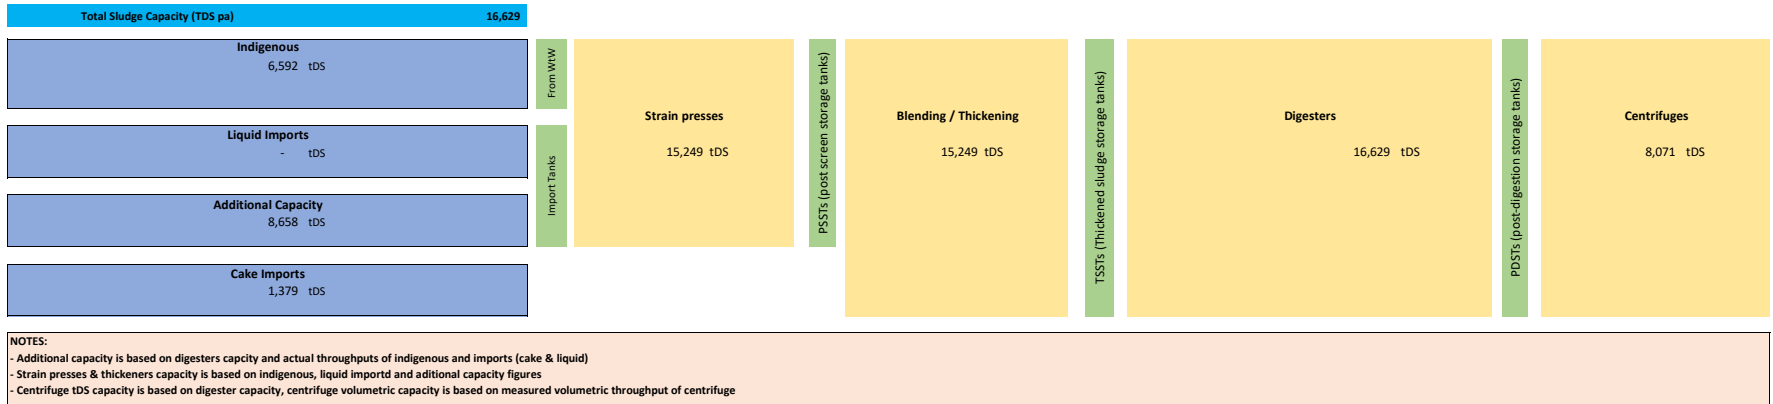 Total Sludge Capacity (TDS pa) 16,629
Indigenous
6,592 tDS
Liquid Imports
- tDS
Additional Capacity
8,658 tDS
Cake Imports
1,379 tDS
From WtW
Import Tanks
Strain presses
15,249 tDS
PSSTs (post screen storage tanks)
Blending / Thickening
15,249 tDS
TSSTs (Thickened sludge storage tanks)
Digesters
16,629 tDS
PDSTs (post-digestion storage tanks)
Centrifuges
8,071 tDS
NOTES:
- Additional capacity is based on digesters capcity and actual throughputs of indigenous and imports (cake & liquid)
- Strain presses & thickeners capacity is based on indigenous, liquid importd and aditional capacity figures
- Centrifuge tDS capacity is based on digester capacity, centrifuge volumetric capacity is based on measured volumetric throughput of centrifuge